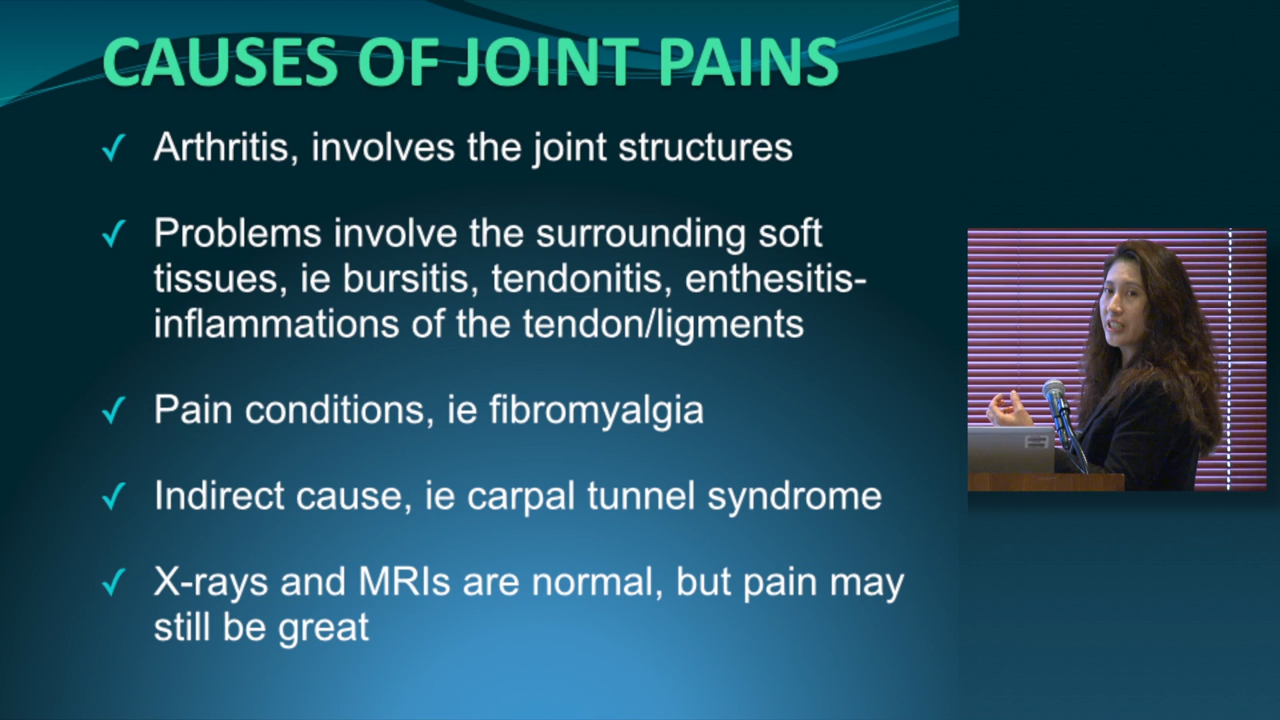 CAUSES OF JOINT PAINS
✓ Arthritis, involves the joint structures
✓ Problems involve the surrounding soft
tissues, ie bursitis, tendonitis, enthesitis-
inflammations of the tendon/ligments
✓ Pain conditions, ie fibromyalgia
✓ Indirect cause, ie carpal tunnel syndrome
✓ X-rays and MRIs are normal, but pain may
still be great